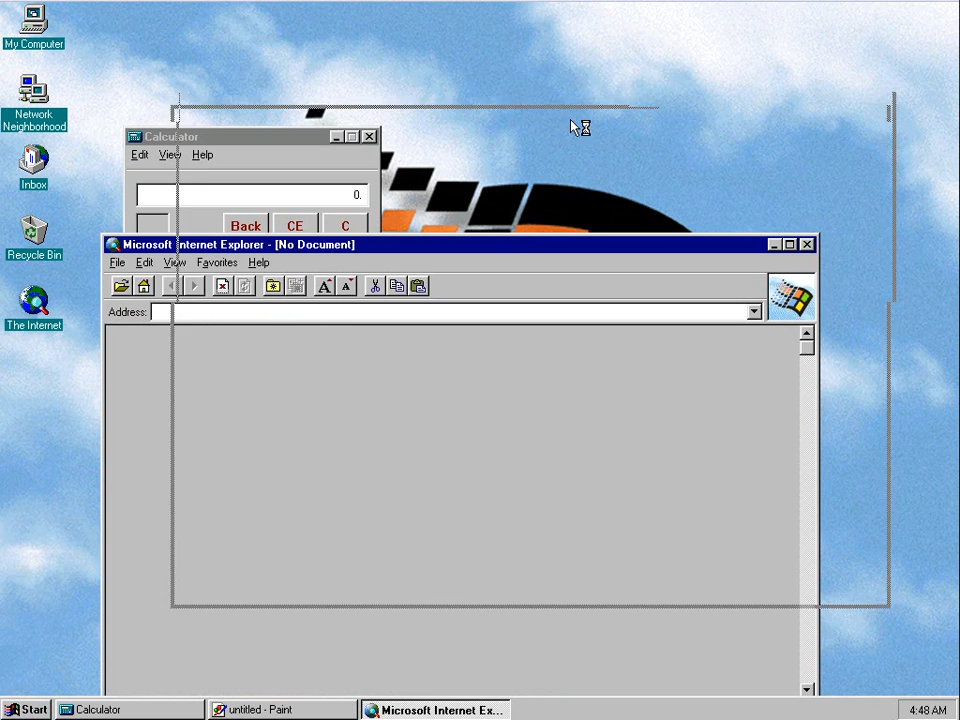 My Computer
Network
Neighborhood
Inbox
Recycle Bin
The Internet
Calculator
Edit View Help
0.
Back CE C
Microsoft Internet Explorer - [No Document]
File Edit View Favorites Help
A A
Address:
Start Calculator untitled - Paint Microsoft Internet Ex... 4:48 AM